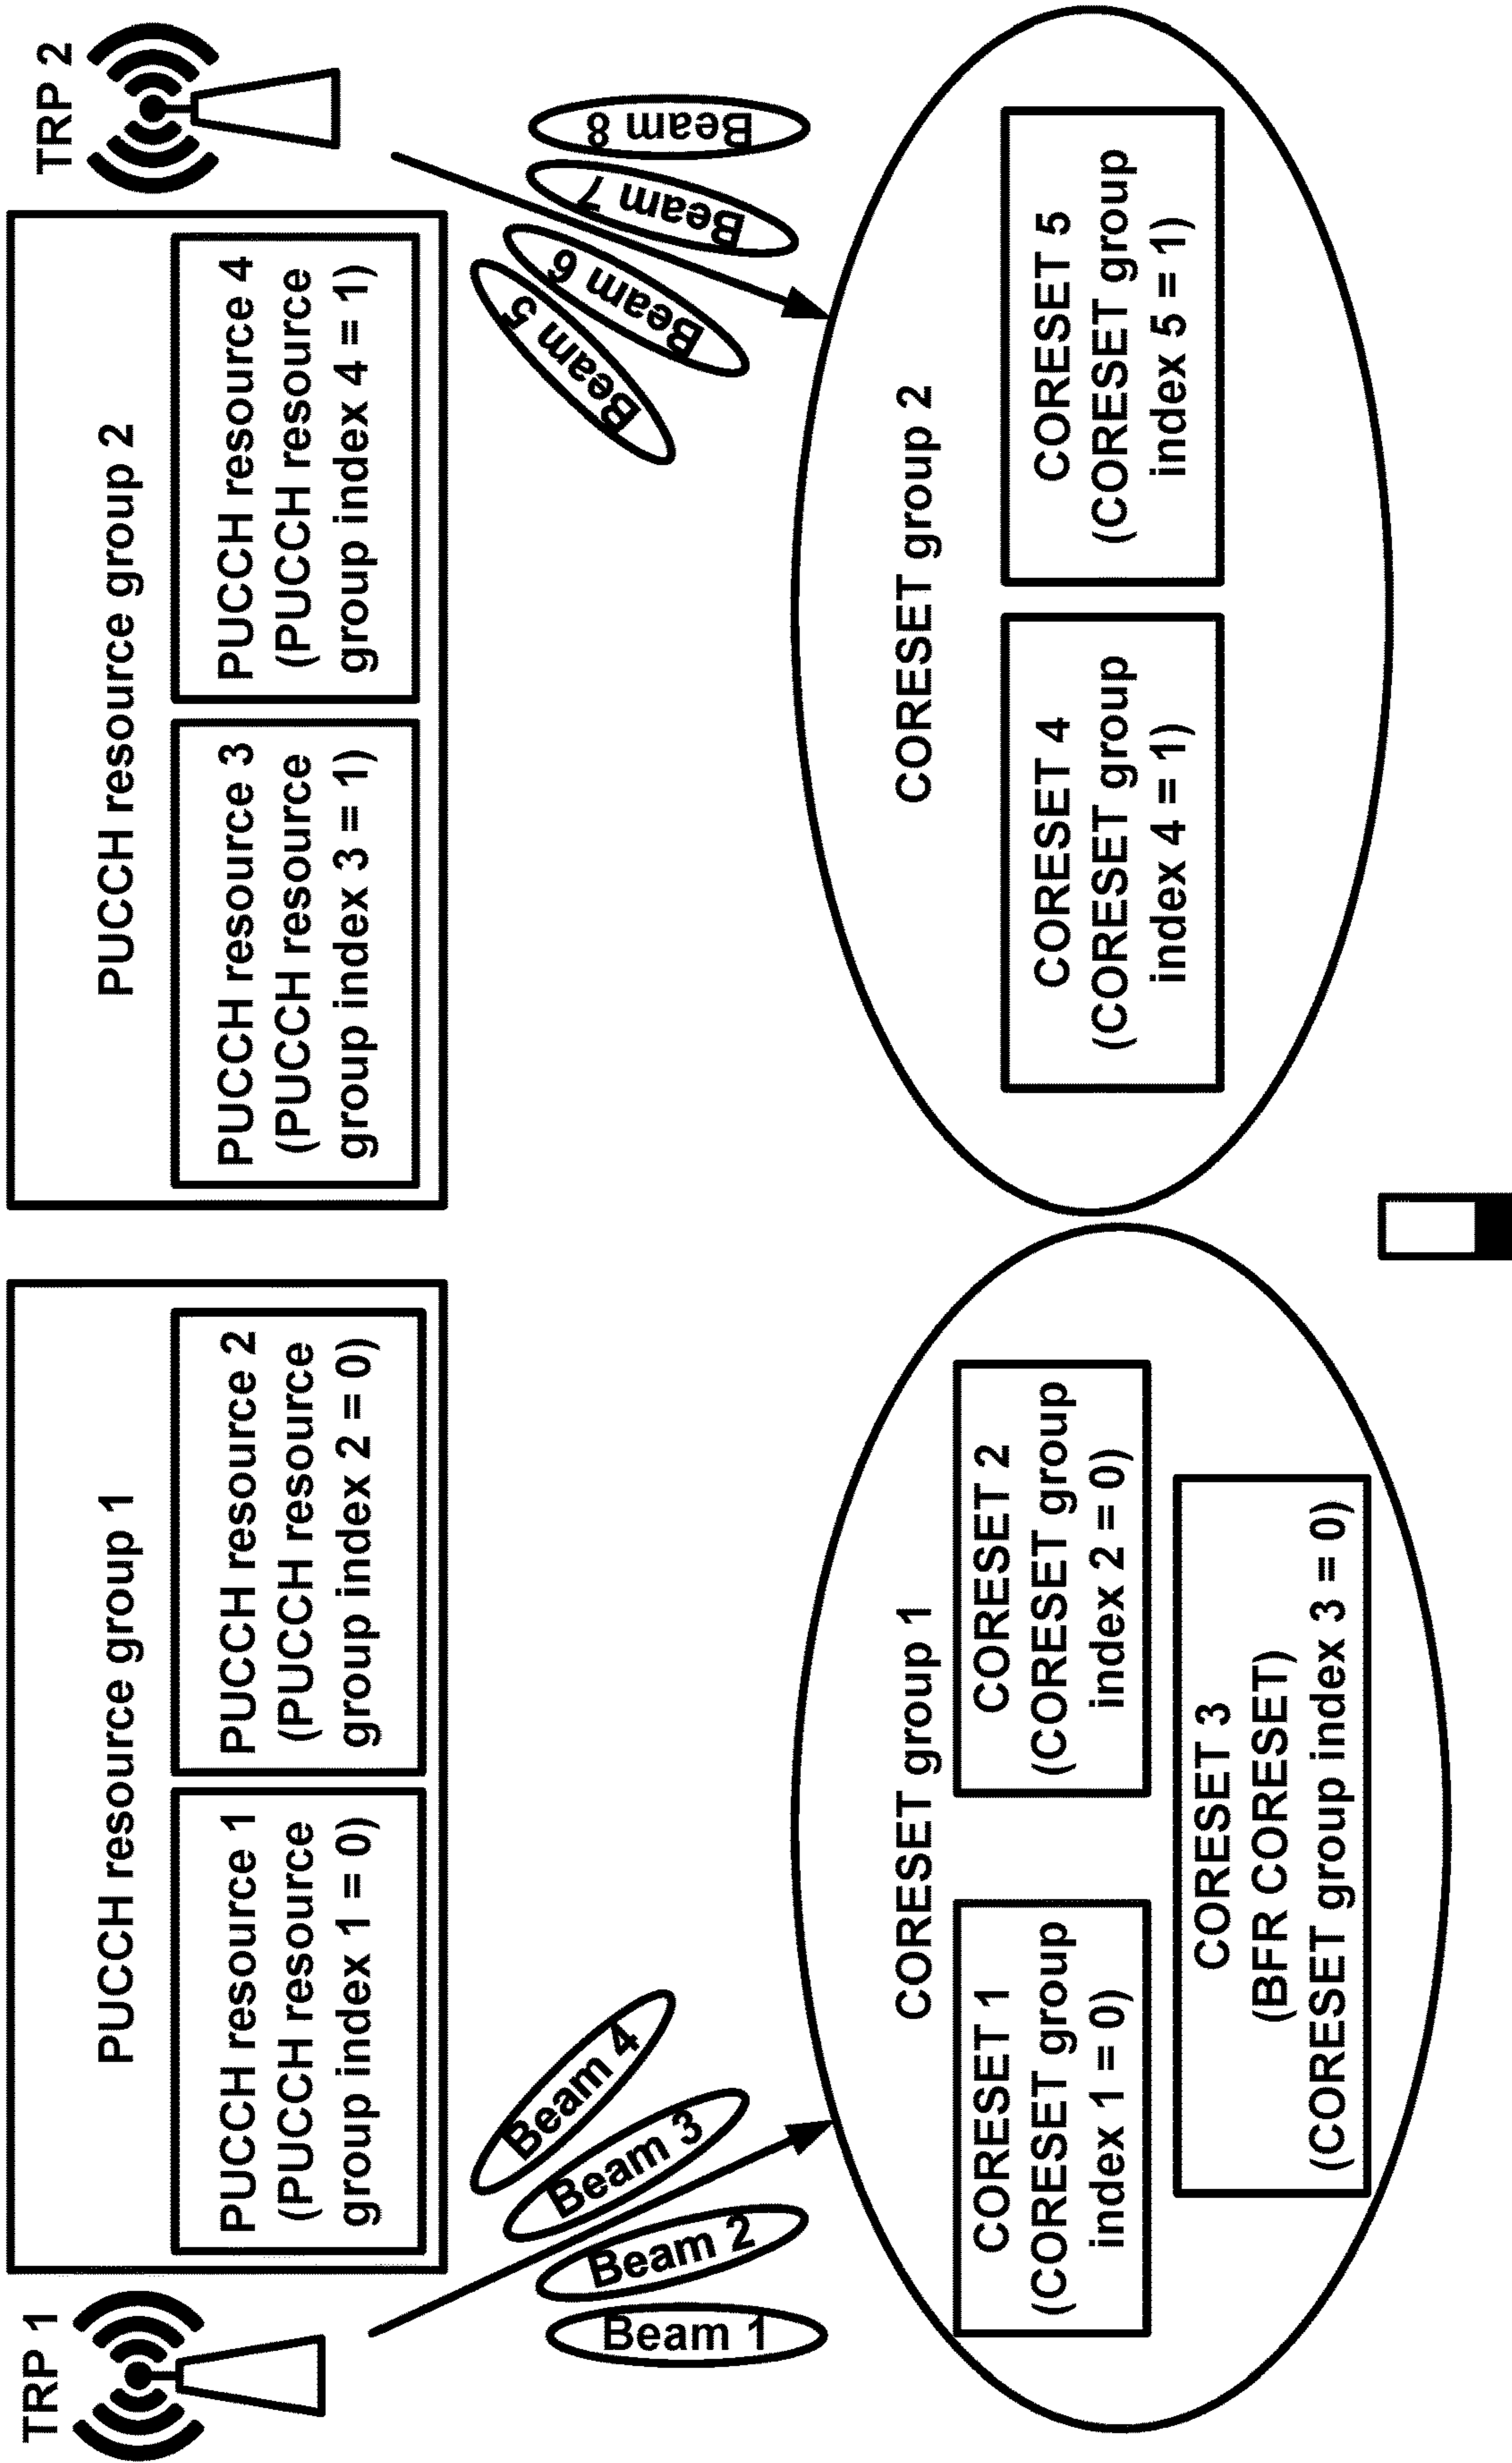 TRP 1
PUCCH resource group 1
PUCCH resource 1
(PUCCH resource
group index 1 = 0)
PUCCH resource 2
(PUCCH resource
group index 2 = 0)
PUCCH resource group 2
PUCCH resource 3
(PUCCH resource
group index 3 = 1)
PUCCH resource 4
(PUCCH resource
group index 4 = 1)
TRP 2
Beam 1
Beam 2
Beam 3
Beam 4
Beam 5
Beam 6
Beam 7
Beam 8
CORESET group 1
CORESET 1
(CORESET group
index 1 = 0)
CORESET 2
(CORESET group
index 2 = 0)
CORESET 3
(BFR CORESET)
(CORESET group index 3 = 0)
CORESET group 2
CORESET 4
(CORESET group
index 4 = 1)
CORESET 5
(CORESET group
index 5 = 1)